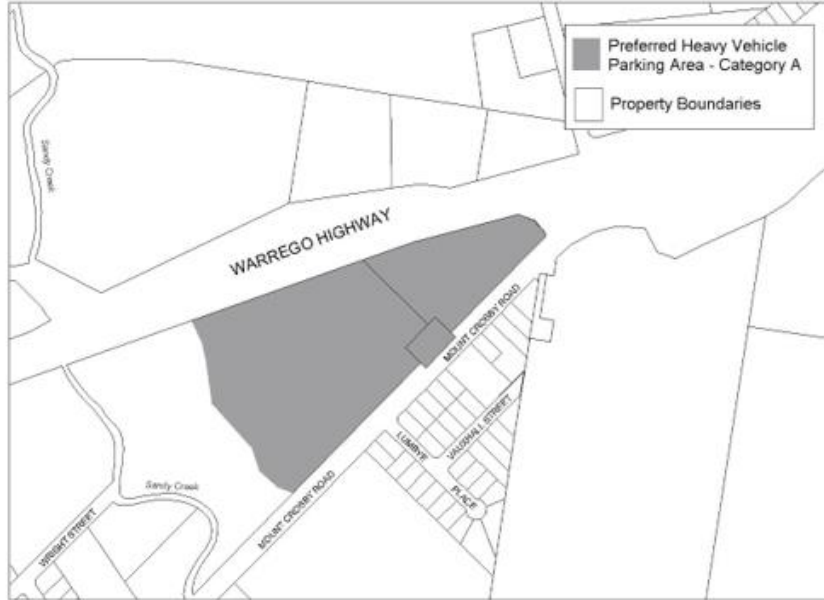 Preferred Heavy Vehicle
Parking Area - Category A
Property Boundaries
Sandy Creek
WARREGO HIGHWAY
MOUNT CROSBY ROAD
VAUXHALL STREET
LUMBYE
PLACE
Sandy Creek
MOUNT CROSBY ROAD
WRIGHT STREET